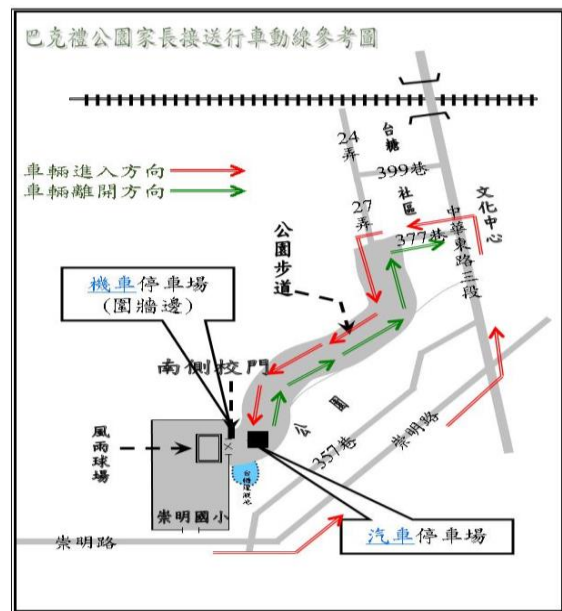 巴克禮公園家長接送行車動線參考圖
24弄
台糖
399巷
社區
27弄
377巷
文化中心
中華東路三段
車輛進入方向
車輛離開方向
公園步道
機車停車場
(圍牆邊)
南側校門
風雨球場
公園
357巷
崇明路
崇明國小
汽車停車場
崇明路